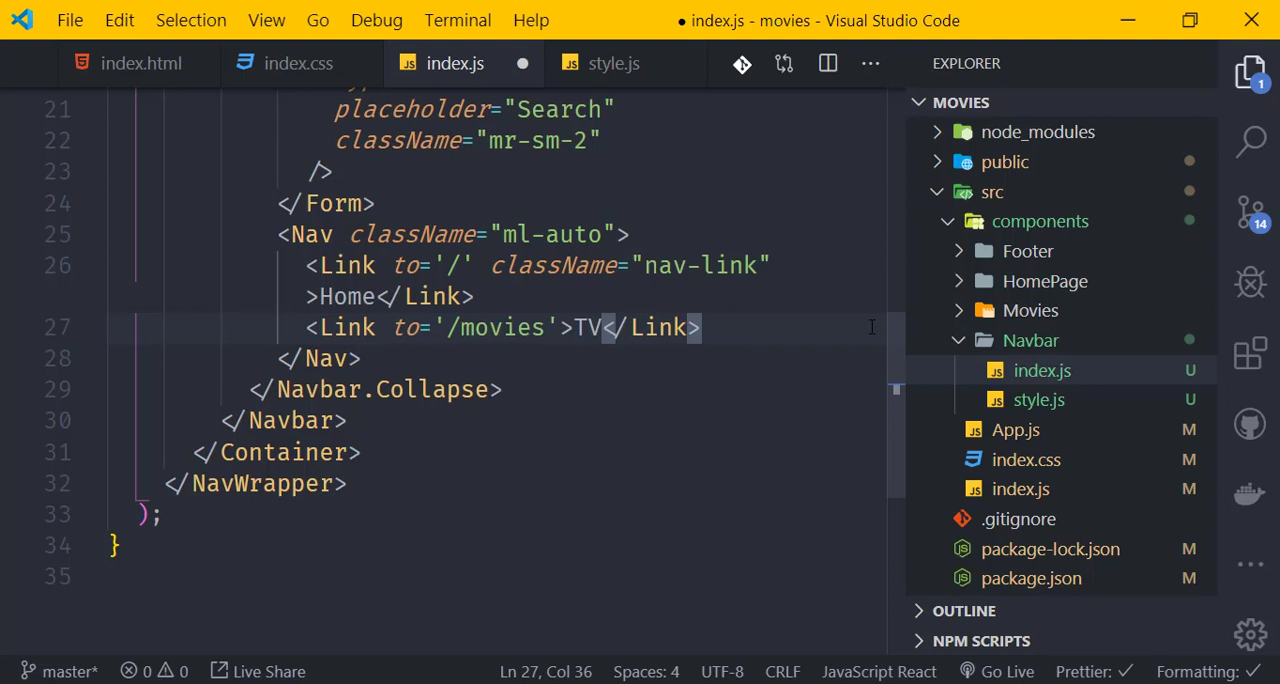 File Edit Selection View Go Debug Terminal Help ● index.js - movies - Visual Studio Code
index.html index.css index.js style.js
EXPLORER
21 placeholder="Search"
22 className="mr-sm-2"
23 />
24 </Form>
25 <Nav className="ml-auto">
26 <Link to='/' className="nav-link"
>Home</Link>
27 <Link to='/movies'>TV</Link>
28 </Nav>
29 </Navbar.Collapse>
30 </Navbar>
31 </Container>
32 </NavWrapper>
33 );
34 }
35
MOVIES
node_modules
public
src
components
Footer
HomePage
Movies
Navbar
index.js U
style.js U
App.js M
index.css M
index.js M
.gitignore
package-lock.json M
package.json M
OUTLINE
NPM SCRIPTS
1
14
master* 0 0 Live Share Ln 27, Col 36 Spaces: 4 UTF-8 CRLF JavaScript React Go Live Prettier: ✓ Formatting: ✓